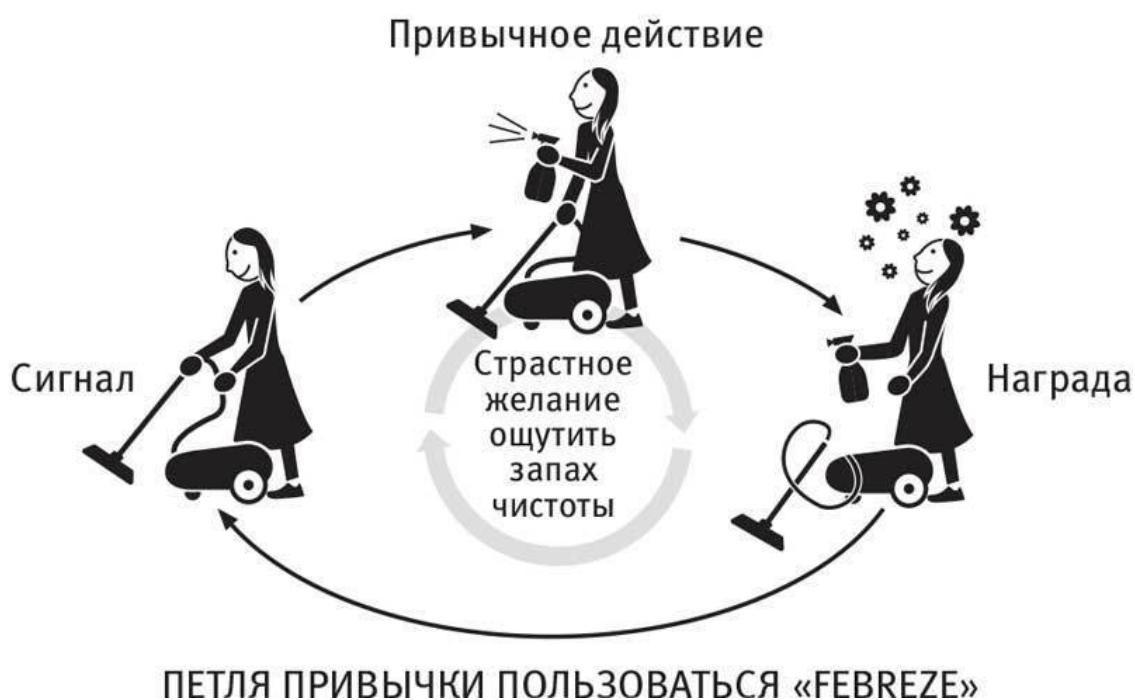 Привычное действие
Сигнал
Страстное
желание
ощутить
запах
чистоты
Награда
ПЕТЛЯ ПРИВЫЧКИ ПОЛЬЗОВАТЬСЯ «FEBREZE»